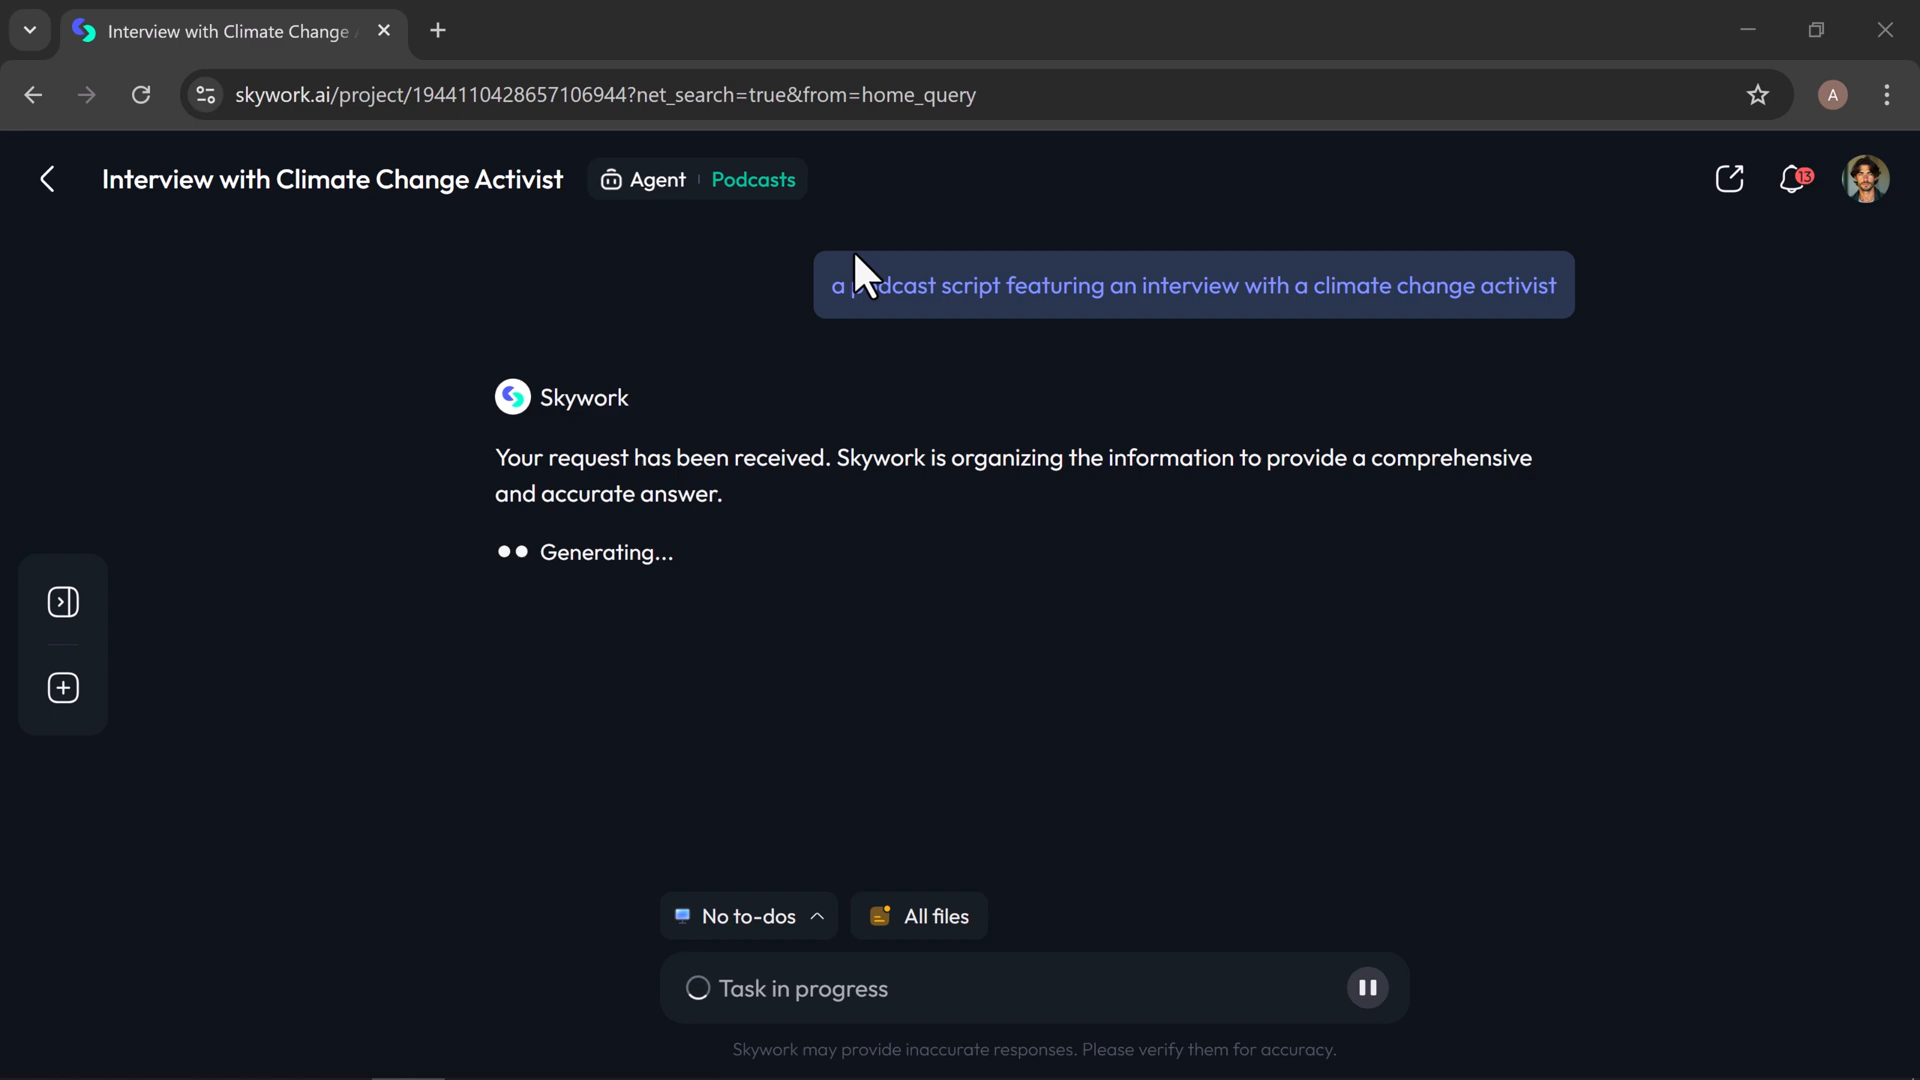 Interview with Climate Change
skywork.ai/project/1944110428657106944?net_search=true&from=home_query
A
Interview with Climate Change Activist
Agent
Podcasts
13
a podcast script featuring an interview with a climate change activist
Skywork
Your request has been received. Skywork is organizing the information to provide a comprehensive
and accurate answer.
Generating...
No to-dos
All files
Task in progress
Skywork may provide inaccurate responses. Please verify them for accuracy.